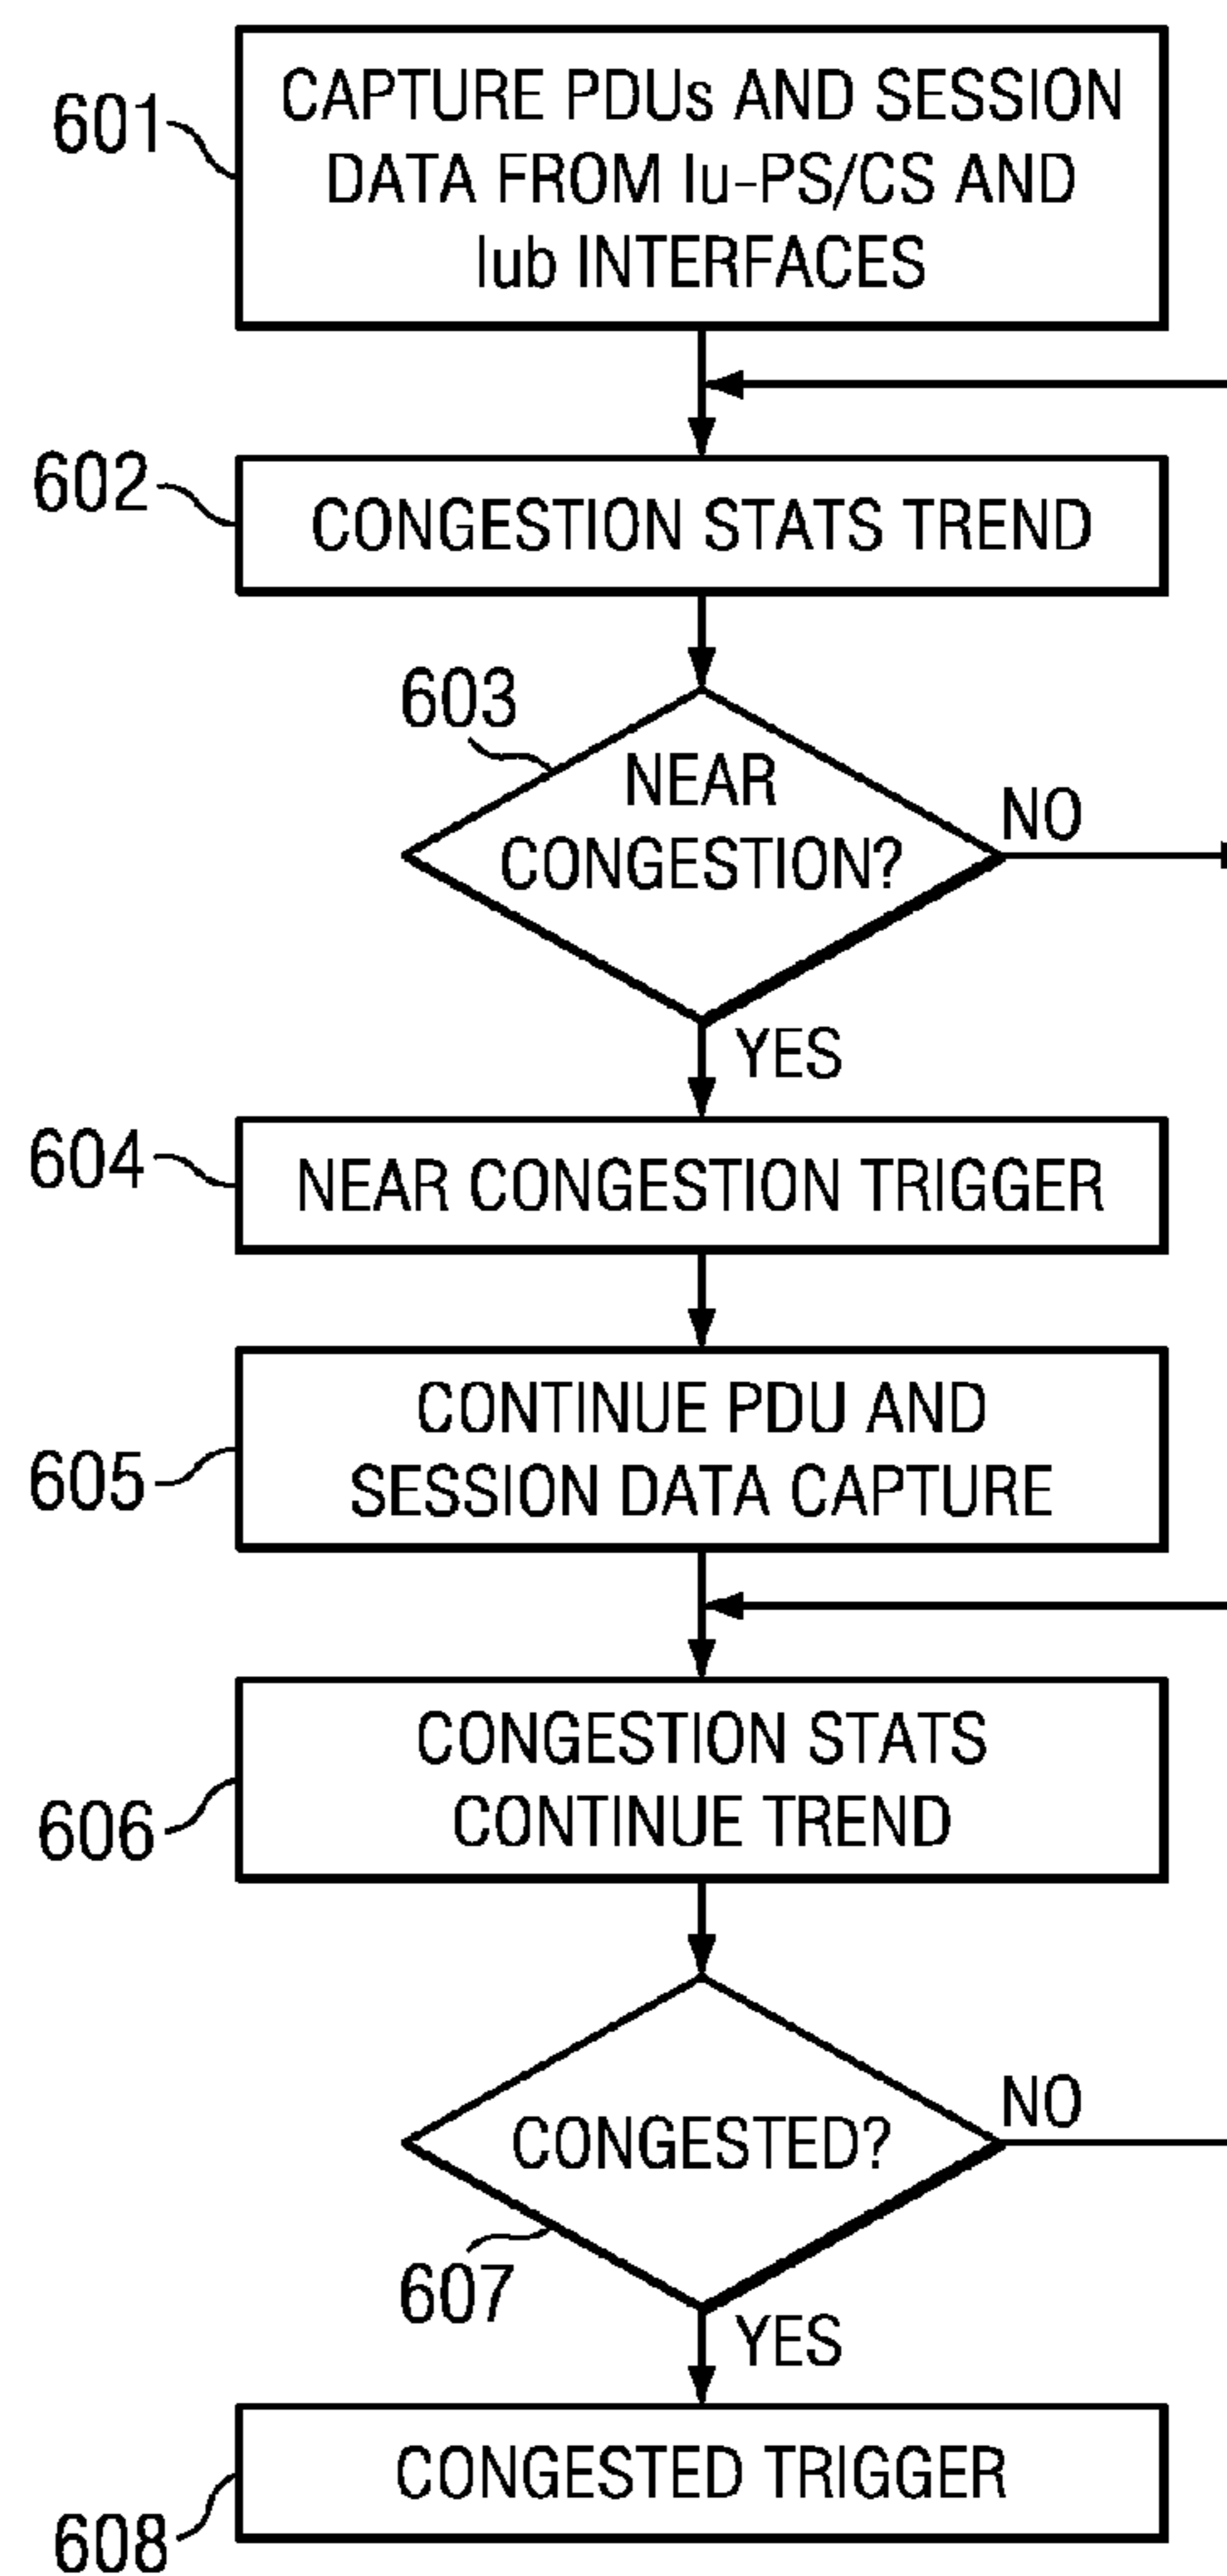 601
CAPTURE PDUs AND SESSION
DATA FROM Iu-PS/CS AND
Iub INTERFACES
602
CONGESTION STATS TREND
603
NEAR
CONGESTION?
NO
YES
604
NEAR CONGESTION TRIGGER
605
CONTINUE PDU AND
SESSION DATA CAPTURE
606
CONGESTION STATS
CONTINUE TREND
CONGESTED?
NO
607
YES
608
CONGESTED TRIGGER